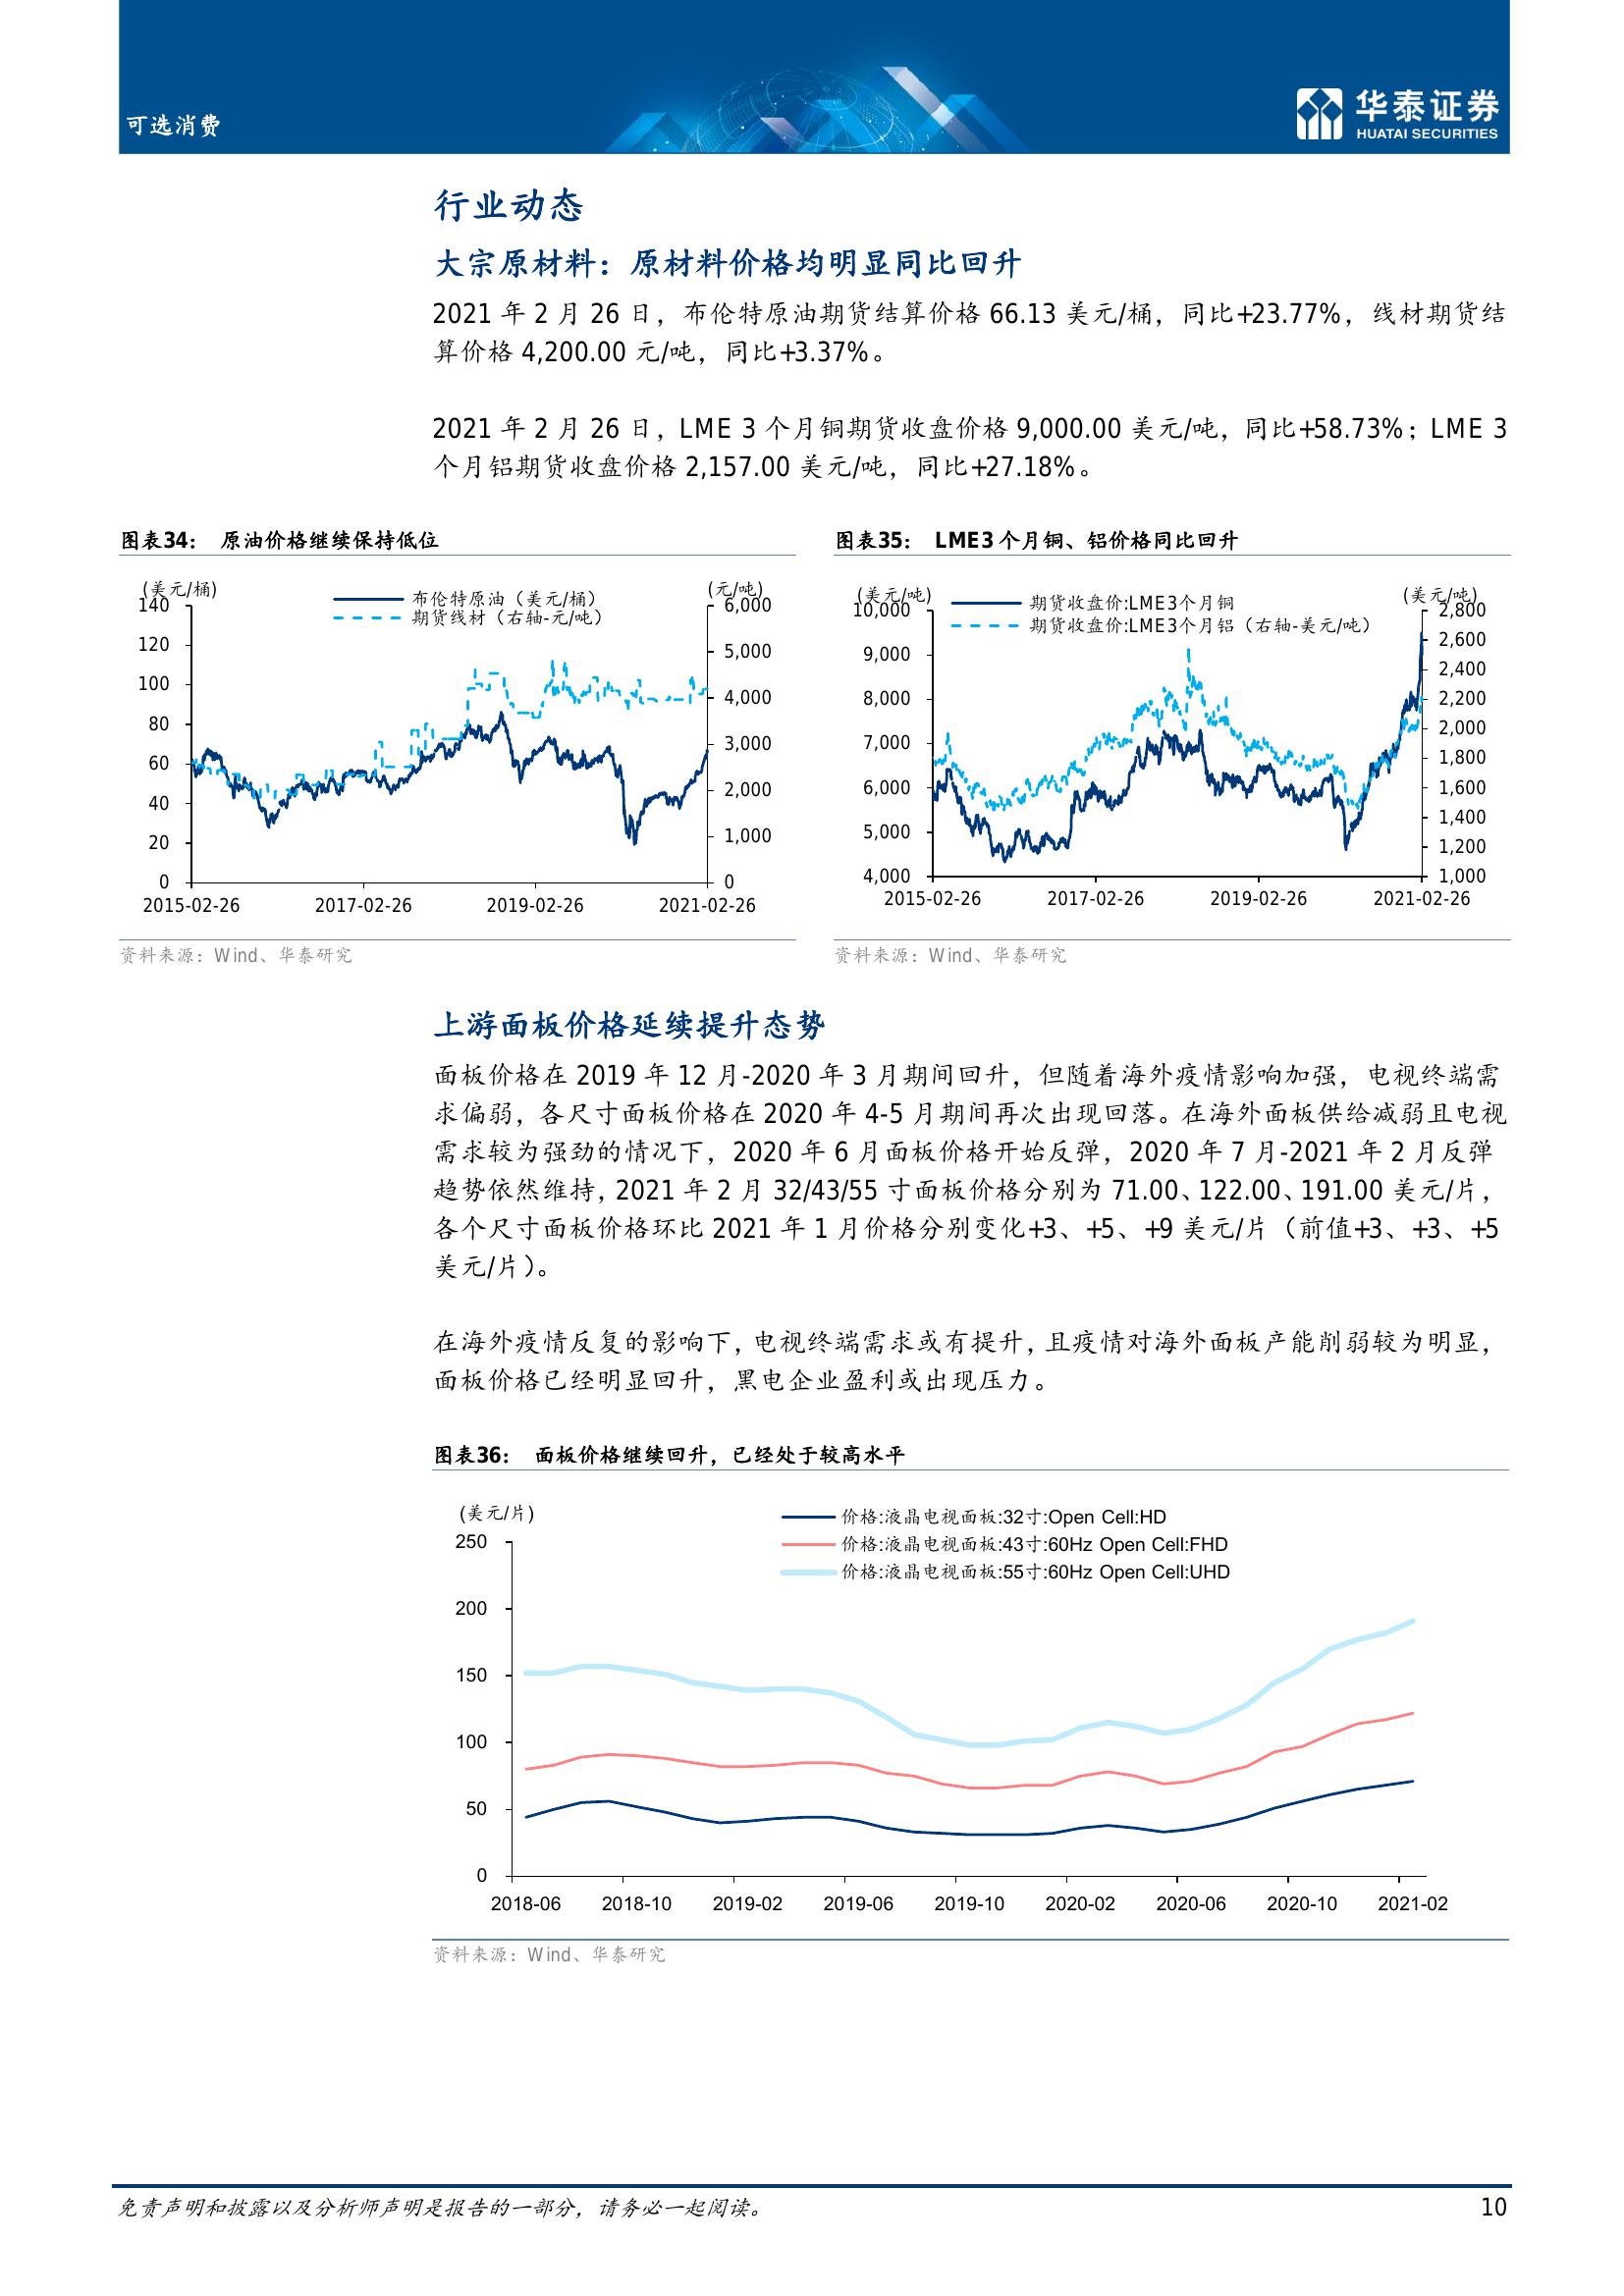 可选消费
华泰证券
HUATAI SECURITIES
行业动态
大宗原材料：原材料价格均明显同比回升
2021 年 2 月 26 日，布伦特原油期货结算价格 66.13 美元/桶，同比+23.77%，线材期货结
算价格 4,200.00 元/吨，同比+3.37%。
2021 年 2 月 26 日，LME 3 个月铜期货收盘价格 9,000.00 美元/吨，同比+58.73%；LME 3
个月铝期货收盘价格 2,157.00 美元/吨，同比+27.18%。
图表34： 原油价格继续保持低位
(美元/桶)
(元/吨)
布伦特原油（美元/桶）
期货线材（右轴-元/吨）
140
120
100
80
60
40
20
0
6,000
5,000
4,000
3,000
2,000
1,000
0
2015-02-26 2017-02-26 2019-02-26 2021-02-26
资料来源：Wind、华泰研究
图表35： LME3 个月铜、铝价格同比回升
(美元/吨)
(美元/吨)
期货收盘价:LME3个月铜
期货收盘价:LME3个月铝（右轴-美元/吨）
10,000
9,000
8,000
7,000
6,000
5,000
4,000
2,800
2,600
2,400
2,200
2,000
1,800
1,600
1,400
1,200
1,000
2015-02-26 2017-02-26 2019-02-26 2021-02-26
资料来源：Wind、华泰研究
上游面板价格延续提升态势
面板价格在 2019 年 12 月-2020 年 3 月期间回升，但随着海外疫情影响加强，电视终端需
求偏弱，各尺寸面板价格在 2020 年 4-5 月期间再次出现回落。在海外面板供给减弱且电视
需求较为强劲的情况下，2020 年 6 月面板价格开始反弹，2020 年 7 月-2021 年 2 月反弹
趋势依然维持，2021 年 2 月 32/43/55 寸面板价格分别为 71.00、122.00、191.00 美元/片，
各个尺寸面板价格环比 2021 年 1 月价格分别变化+3、+5、+9 美元/片（前值+3、+3、+5
美元/片）。
在海外疫情反复的影响下，电视终端需求或有提升，且疫情对海外面板产能削弱较为明显，
面板价格已经明显回升，黑电企业盈利或出现压力。
图表36： 面板价格继续回升，已经处于较高水平
(美元/片)
价格:液晶电视面板:32寸:Open Cell:HD
价格:液晶电视面板:43寸:60Hz Open Cell:FHD
价格:液晶电视面板:55寸:60Hz Open Cell:UHD
250
200
150
100
50
0
2018-06 2018-10 2019-02 2019-06 2019-10 2020-02 2020-06 2020-10 2021-02
资料来源：Wind、华泰研究
免责声明和披露以及分析师声明是报告的一部分，请务必一起阅读。
10